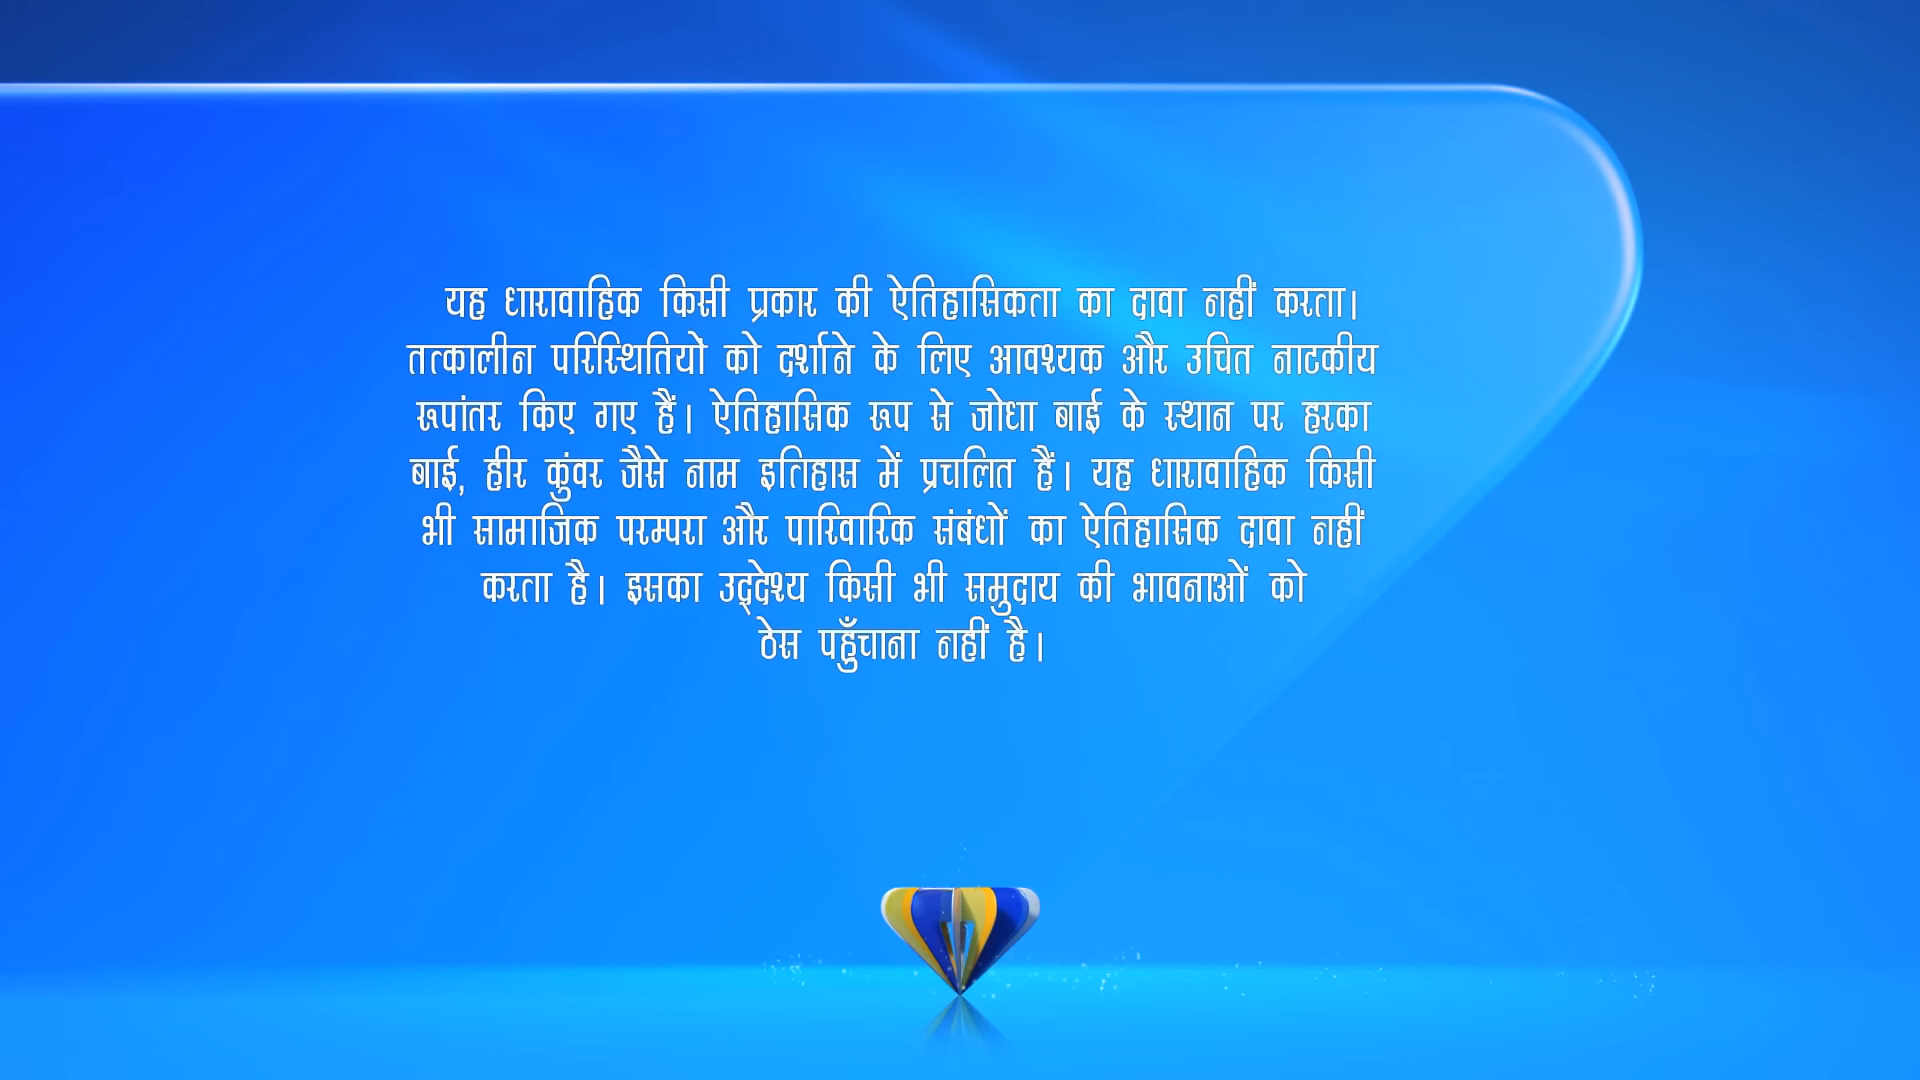 यह धारावाहिक किसी प्रकार की ऐतिहासिकता का दावा नहीं करता।
तत्कालीन परिस्थितियों को दर्शाने के लिए आवश्यक और उचित नाटकीय
रूपांतर किए गए हैं। ऐतिहासिक रूप से जोधा बाई के स्थान पर हरका
बाई, हीर कुंवर जैसे नाम इतिहास में प्रचलित हैं। यह धारावाहिक किसी
भी सामाजिक परम्परा और पारिवारिक संबंधों का ऐतिहासिक दावा नहीं
करता है। इसका उद्देश्य किसी भी समुदाय की भावनाओं को
ठेस पहुँचाना नहीं है।